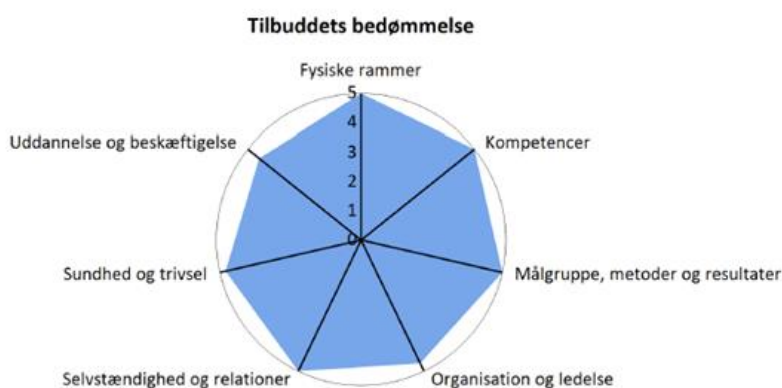 Tilbuddets bedømmelse
Fysiske rammer
5
Uddannelse og beskæftigelse
Kompetencer
4
3
2
1
0
Sundhed og trivsel
Målgruppe, metoder og resultater
Selvstændighed og relationer
Organisation og ledelse